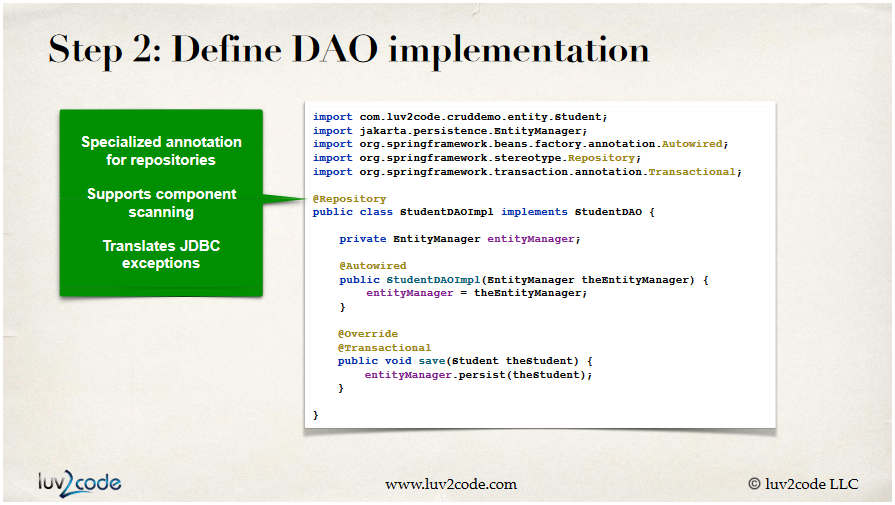 Step 2: Define DAO implementation
Specialized annotation
for repositories
Supports component
scanning
Translates JDBC
exceptions
import com.luv2code.cruddemo.entity.Student;
import jakarta.persistence.EntityManager;
import org.springframework.beans.factory.annotation.Autowired;
import org.springframework.stereotype.Repository;
import org.springframework.transaction.annotation.Transactional;
@Repository
public class StudentDAOImpl implements StudentDAO {
private EntityManager entityManager;
@Autowired
public StudentDAOImpl(EntityManager theEntityManager) {
entityManager = theEntityManager;
}
@Override
@Transactional
public void save(Student theStudent) {
entityManager.persist(theStudent);
}
}
luv2code
www.luv2code.com
© luv2code LLC